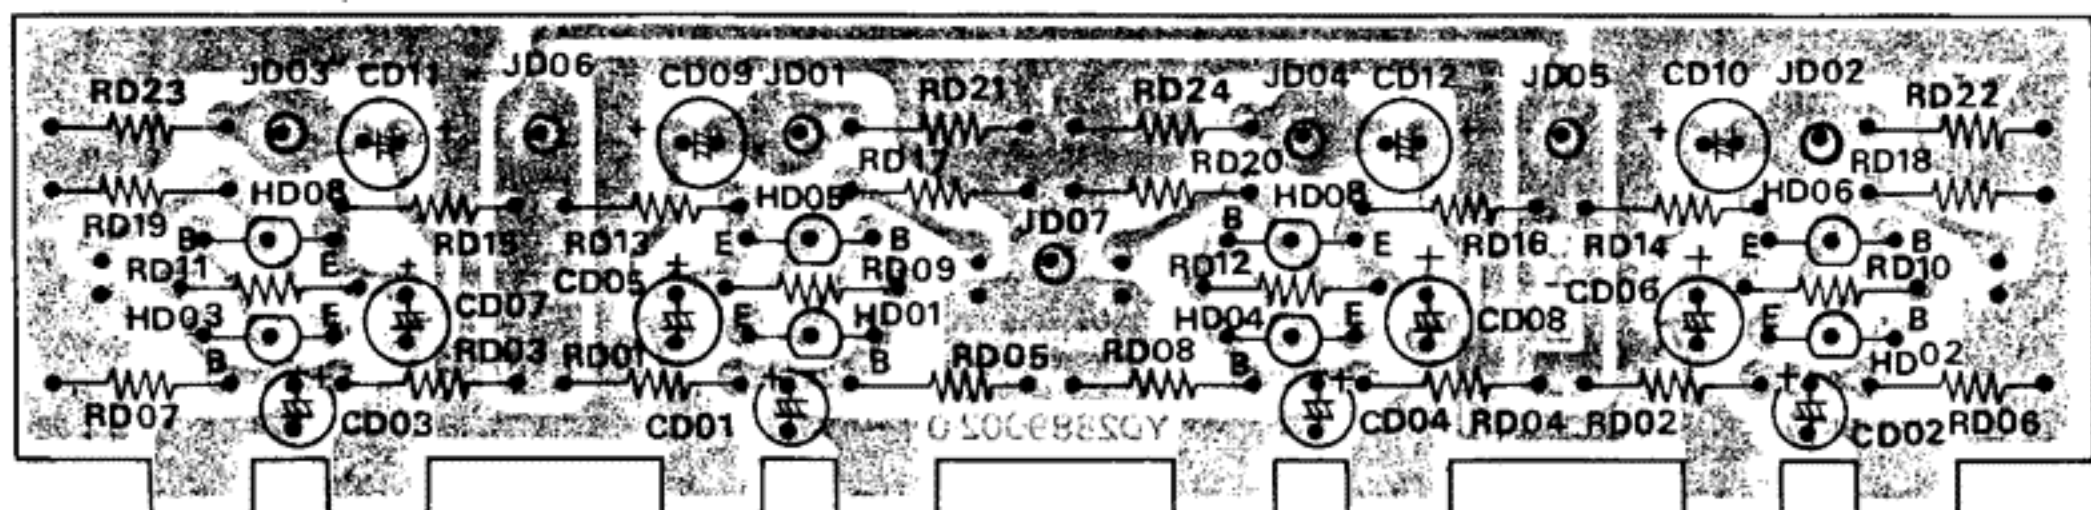 JD06
JD03 CD11 CD09 JD01 JD04 CD12 JD05 CD10 JD02
RD23 RD21 RD24 RD22
+ + + +
RD17 RD20 RD18
HD08 HD05 HD08 HD06
RD19 B RD15 RD13 E B JD07 B E RD16 RD14 E B
RD11 E + CD05 + RD09 RD12 + CD06 + RD10
HD03 E CD07 E HD01 HD04 E CD08 E B
B RD03 RD01 B RD05 RD08 B HD02
+ + + +
RD07 CD03 CD01 CD04 RD04 RD02 CD02 RD06